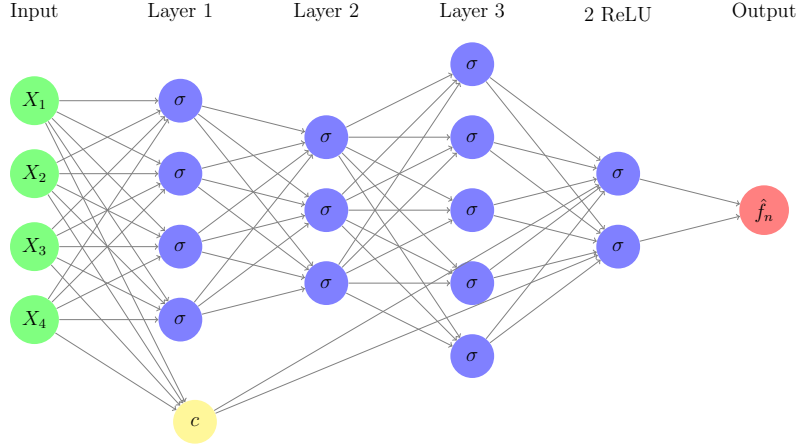 Input Layer 1 Layer 2 Layer 3 2 ReLU Output
σ
X₁ σ
σ σ
X₂ σ σ
σ σ f̂ₙ
X₃ σ σ
σ σ
X₄ σ
σ
c